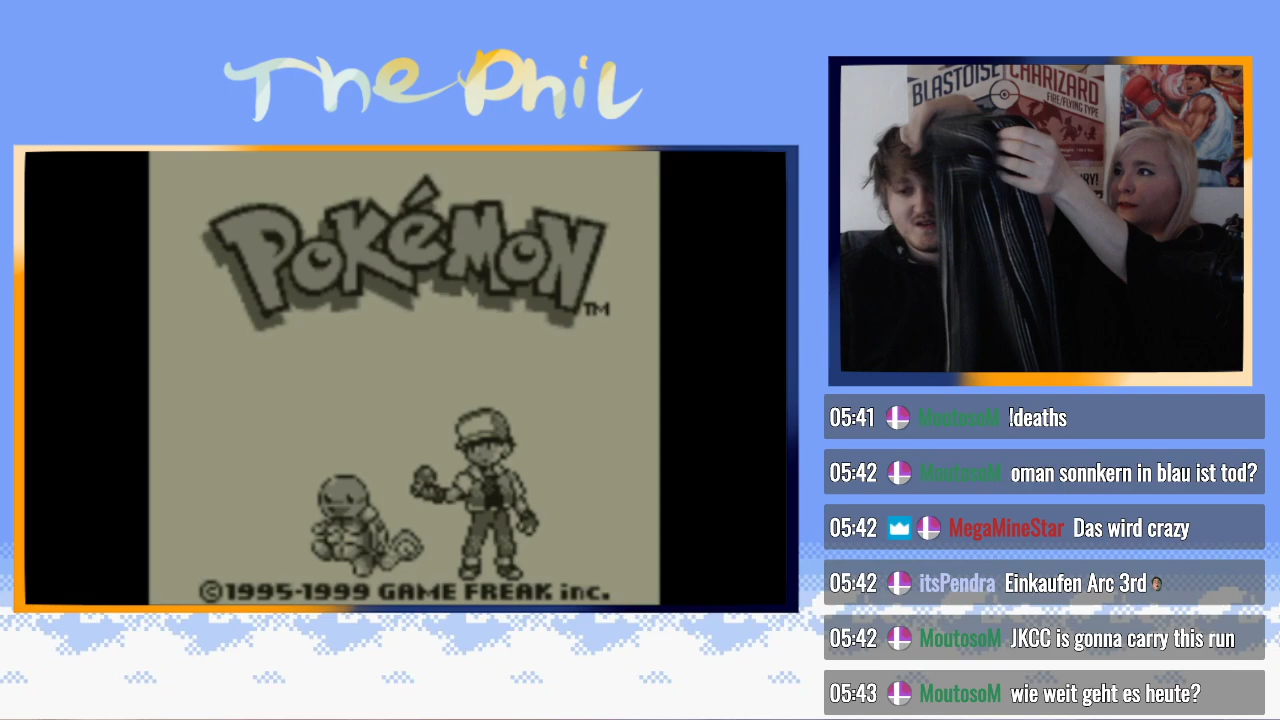 The Phil
POKéMON
TM
©1995-1999 GAME FREAK inc.
BLASTOISE
CHARIZARD
FIRE/FLYING TYPE
05:41 MoutosoM !deaths
05:42 MoutosoM oman sonnkern in blau ist tod?
05:42 MegaMineStar Das wird crazy
05:42 itsPendra Einkaufen Arc 3rd
05:42 MoutosoM JKCC is gonna carry this run
05:43 MoutosoM wie weit geht es heute?